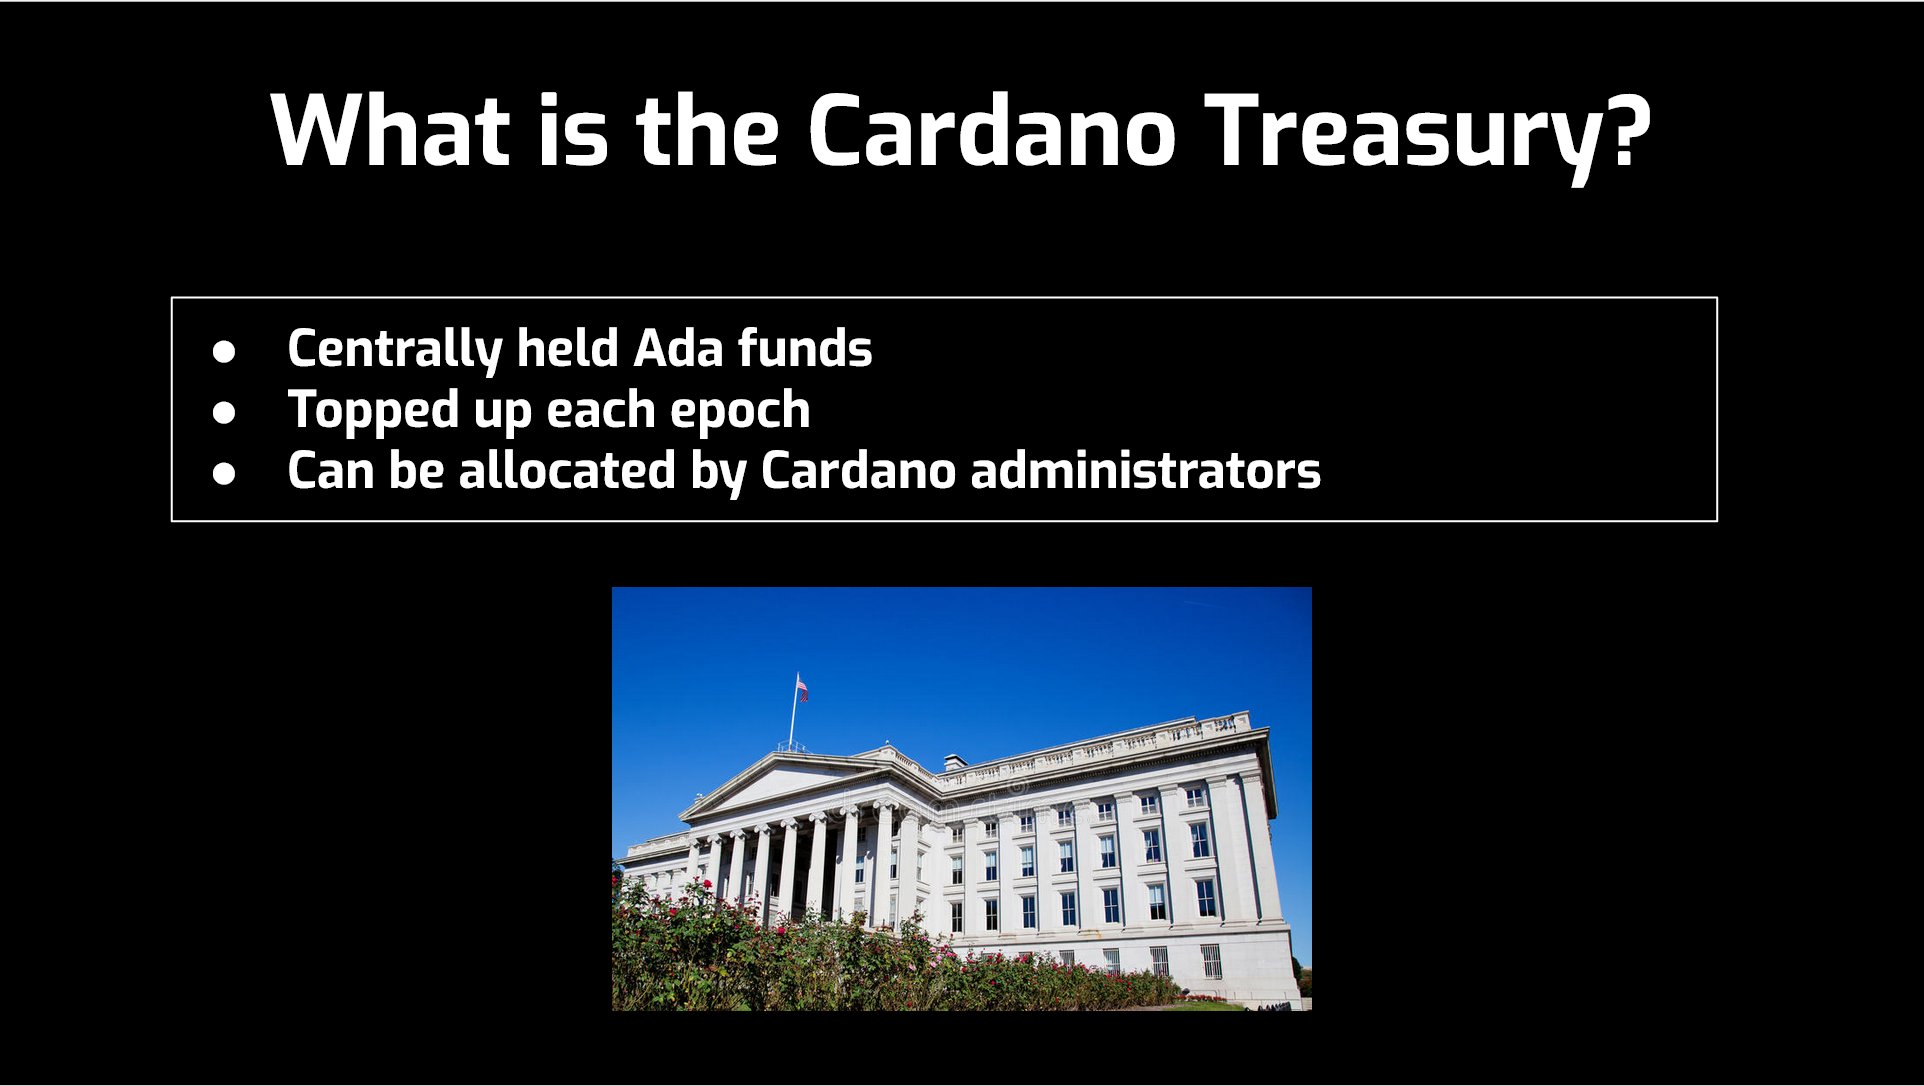 What is the Cardano Treasury?
● Centrally held Ada funds
● Topped up each epoch
● Can be allocated by Cardano administrators